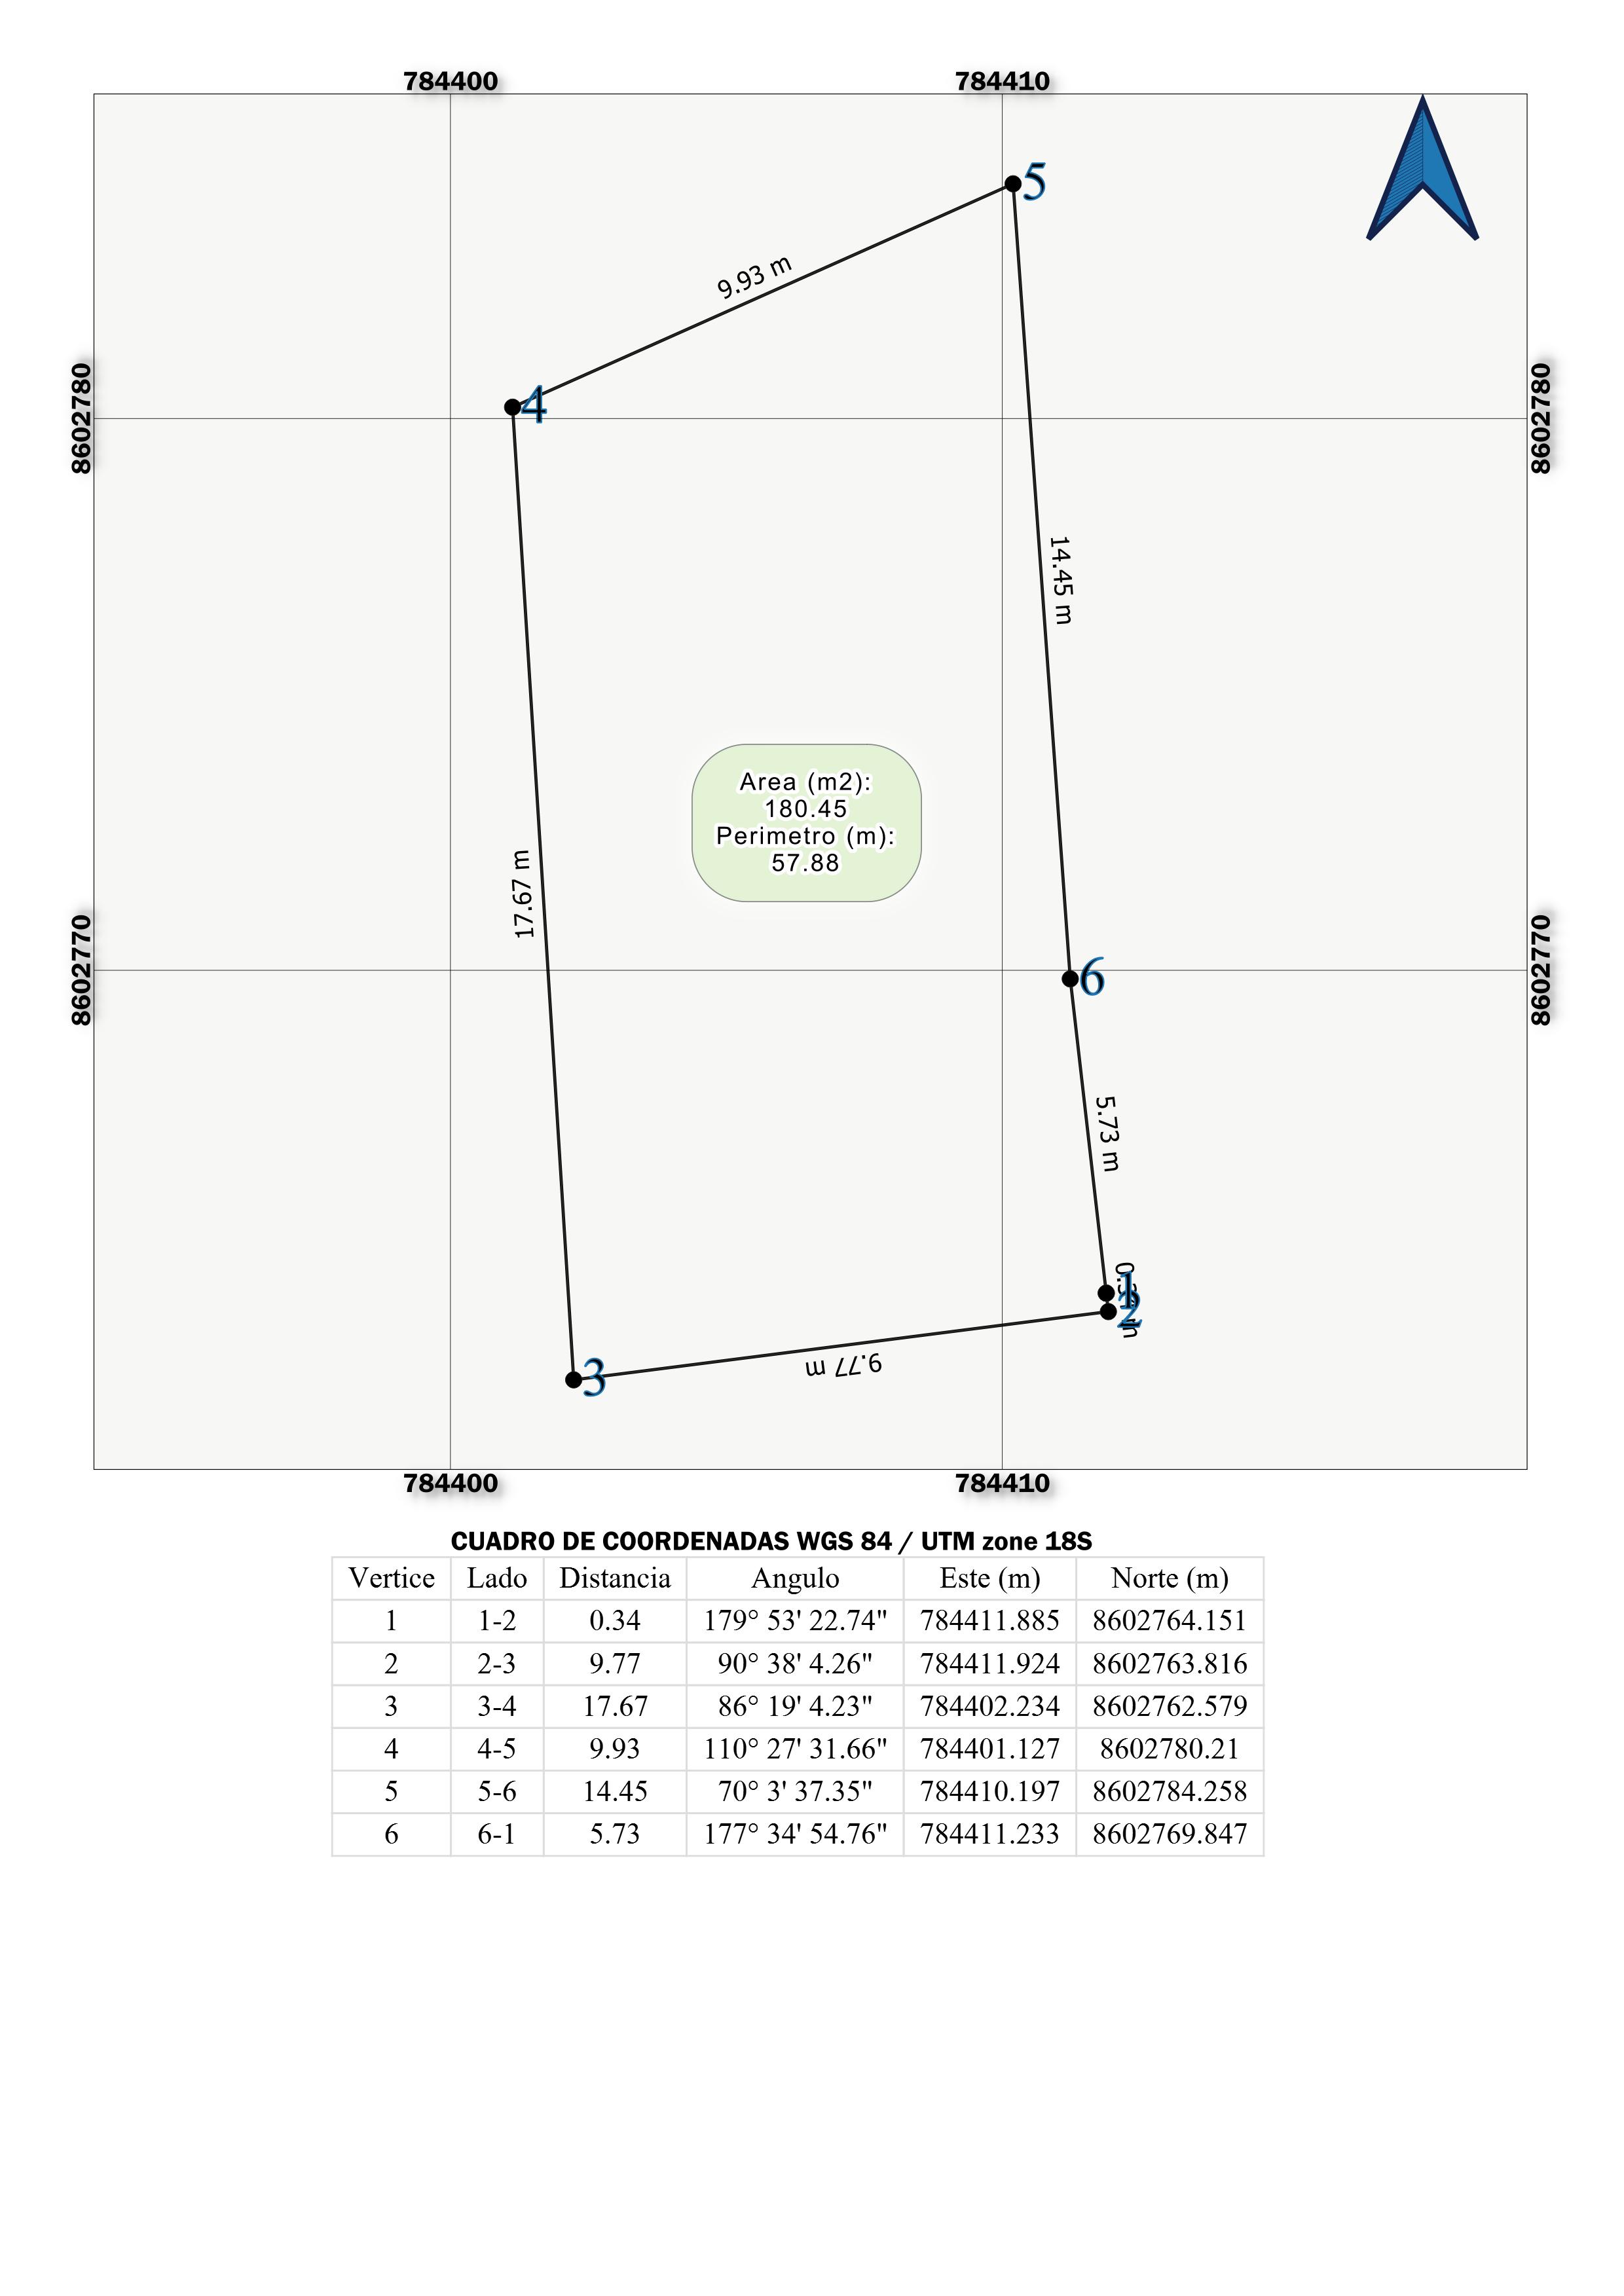 784400 784410
5
9.93 m
4
8602780 8602780
14.45 m
Area (m2):
180.45
Perimetro (m):
57.88
17.67 m
8602770 8602770
6
5.73 m
1
2
3
9.77 m
784400 784410
CUADRO DE COORDENADAS WGS 84 / UTM zone 18S
Vertice Lado Distancia Angulo Este (m) Norte (m)
1 1-2 0.34 179° 53' 22.74" 784411.885 8602764.151
2 2-3 9.77 90° 38' 4.26" 784411.924 8602763.816
3 3-4 17.67 86° 19' 4.23" 784402.234 8602762.579
4 4-5 9.93 110° 27' 31.66" 784401.127 8602780.21
5 5-6 14.45 70° 3' 37.35" 784410.197 8602784.258
6 6-1 5.73 177° 34' 54.76" 784411.233 8602769.847